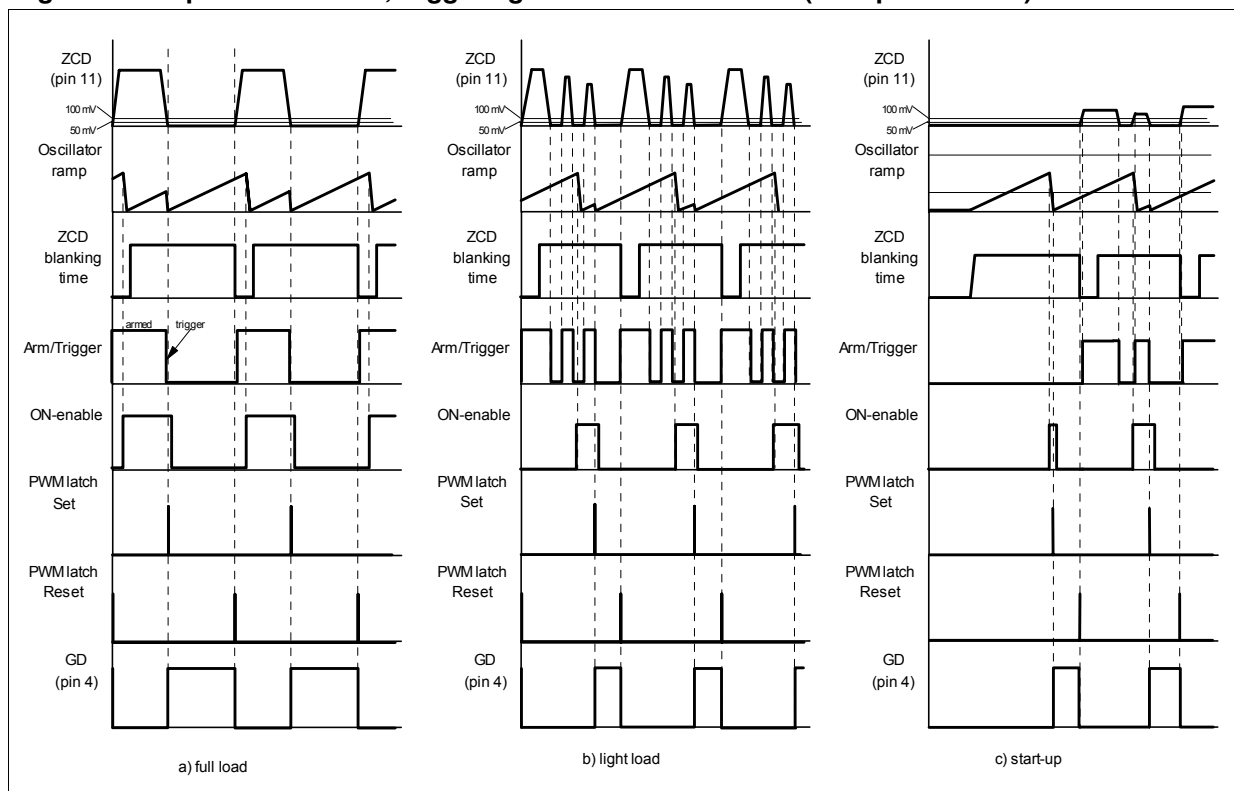 ZCD
(pin 11)
100 mV
50 mV
Oscillator
ramp
ZCD
blanking
time
armed
trigger
Arm/Trigger
ON-enable
PWM latch
Set
PWM latch
Reset
GD
(pin 4)
a) full load
ZCD
(pin 11)
100 mV
50 mV
Oscillator
ramp
ZCD
blanking
time
Arm/Trigger
ON-enable
PWM latch
Set
PWM latch
Reset
GD
(pin 4)
b) light load
ZCD
(pin 11)
100 mV
50 mV
Oscillator
ramp
ZCD
blanking
time
Arm/Trigger
ON-enable
PWM latch
Set
PWM latch
Reset
GD
(pin 4)
c) start-up